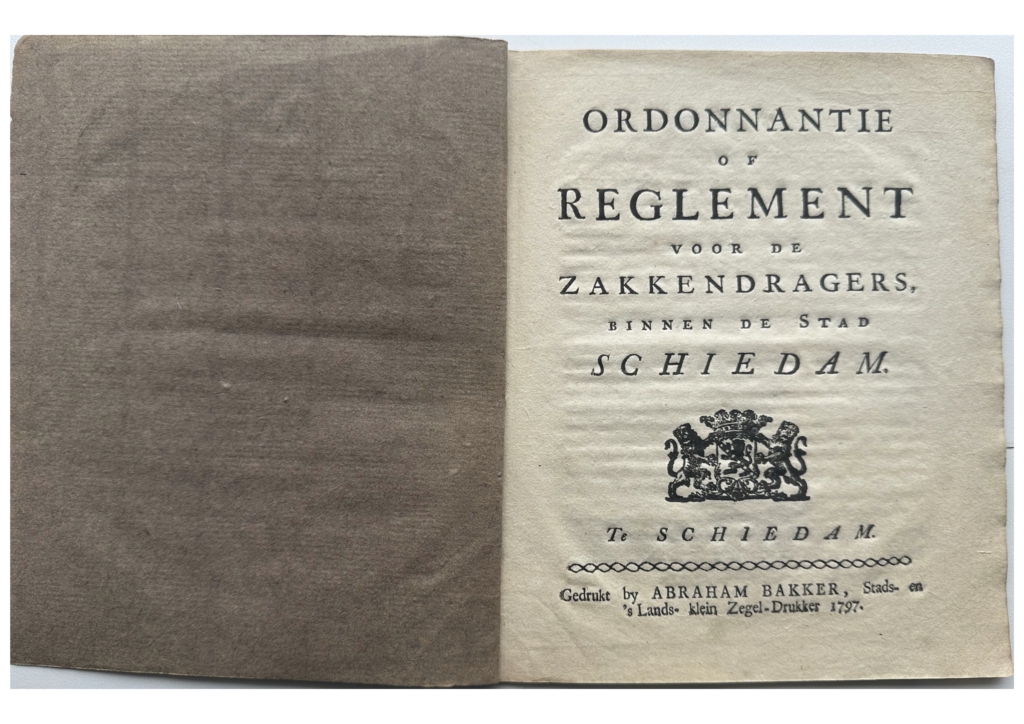 ORDONNANTIE
OF
REGLEMENT
VOOR DE
ZAKKENDRAGERS,
BINNEN DE STAD
SCHIEDAM.
Te SCHIEDAM.
Gedrukt by ABRAHAM BAKKER, Stads- en
's Lands- klein Zegel-Drukker 1797.